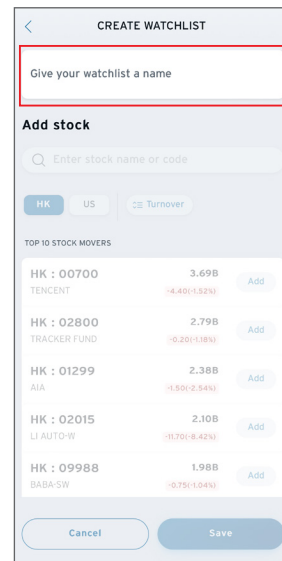 CREATE WATCHLIST
Give your watchlist a name
Add stock
Enter stock name or code
HK US Turnover
TOP 10 STOCK MOVERS
HK : 00700 3.69B Add
TENCENT -4.40(-1.52%)
HK : 02800 2.79B Add
TRACKER FUND -0.20(-1.18%)
HK : 01299 2.38B Add
AIA -1.50(-2.54%)
HK : 02015 2.10B Add
LI AUTO-W -11.70(-8.42%)
HK : 09988 1.98B Add
BABA-SW -0.75(-1.04%)
Cancel Save